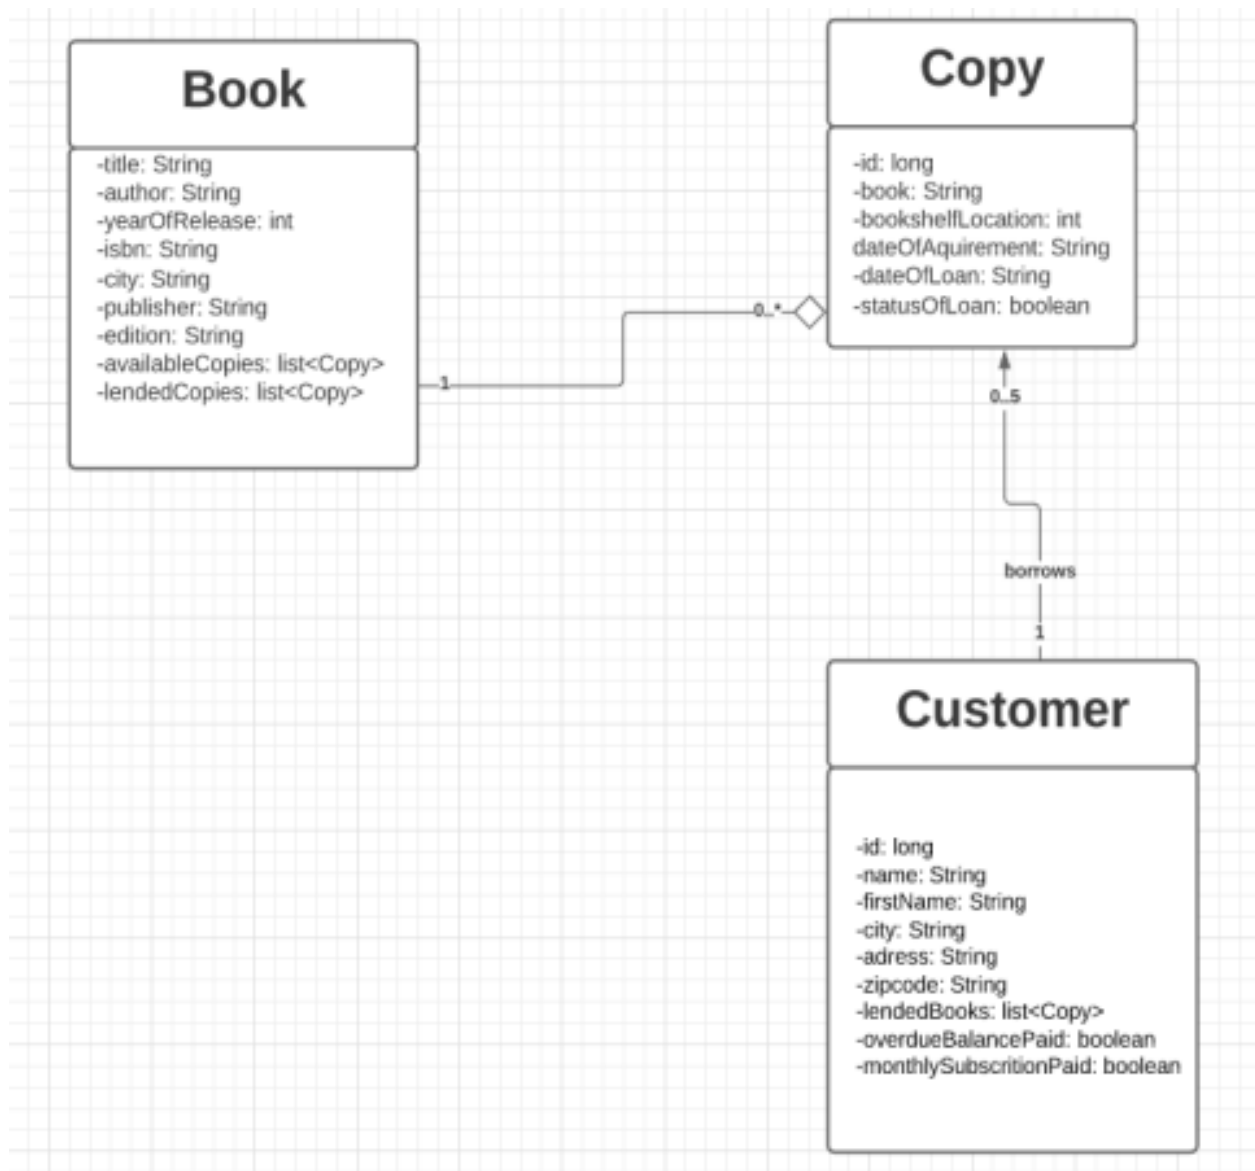 Book
-title: String
-author: String
-yearOfRelease: int
-isbn: String
-city: String
-publisher: String
-edition: String
-availableCopies: list<Copy>
-lendedCopies: list<Copy>
1
0..*
Copy
-id: long
-book: String
-bookshelfLocation: int
dateOfAquirement: String
-dateOfLoan: String
-statusOfLoan: boolean
0..5
borrows
1
Customer
-id: long
-name: String
-firstName: String
-city: String
-adress: String
-zipcode: String
-lendedBooks: list<Copy>
-overdueBalancePaid: boolean
-monthlySubscritionPaid: boolean